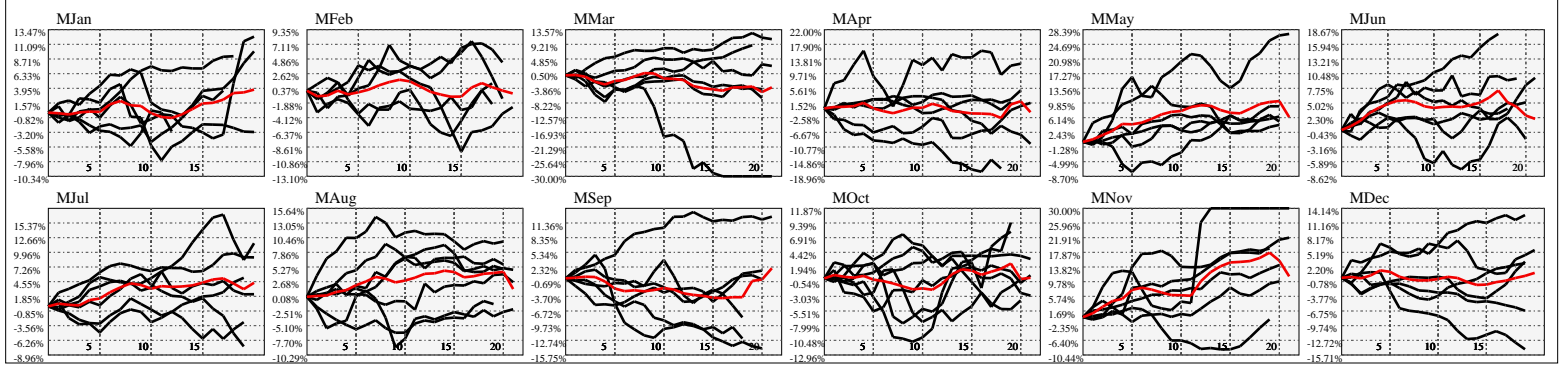 MJan MFeb MMar MApr MMay MJun
13.47% 9.35% 13.57% 22.00% 28.39% 18.67%
11.09% 7.11% 9.21% 17.90% 24.69% 15.94%
8.71% 4.86% 4.86% 13.81% 20.98% 13.21%
6.33% 2.62% 0.50% 9.71% 17.27% 10.48%
3.95% 0.37% -3.86% 5.61% 13.56% 7.75%
1.57% -1.88% -8.22% 1.52% 9.85% 5.02%
-0.82% -4.12% -12.57% -2.58% 6.14% 2.30%
-3.20% -6.37% -16.93% -6.67% 2.43% -0.43%
-5.58% -8.61% -21.29% -10.77% -1.28% -3.16%
-7.96% -10.86% -25.64% -14.86% -4.99% -5.89%
-10.34% -13.10% -30.00% -18.96% -8.70% -8.62%
5 10 15 5 10 15 5 10 15 20 5 10 15 20 5 10 15 20 5 10 15 20
MJul MAug MSep MOct MNov MDec
15.64% 11.87% 30.00% 14.14%
15.37% 13.05% 11.36% 9.39% 25.96% 11.16%
12.66% 10.46% 8.35% 6.91% 21.91% 8.17%
9.96% 7.86% 5.34% 4.42% 17.87% 5.19%
7.26% 5.27% 2.32% 1.94% 13.82% 2.20%
4.55% 2.68% -0.69% -0.54% 9.78% -0.78%
1.85% 0.08% -3.70% -3.03% 5.74% -3.77%
-0.85% -2.51% -6.72% -5.51% 1.69% -6.75%
-3.56% -5.10% -9.73% -7.99% -2.35% -9.74%
-6.26% -7.70% -12.74% -10.48% -6.40% -12.72%
-8.96% -10.29% -15.75% -12.96% -10.44% -15.71%
5 10 15 5 10 15 20 5 10 15 20 5 10 15 20 5 10 15 20 5 10 15 20